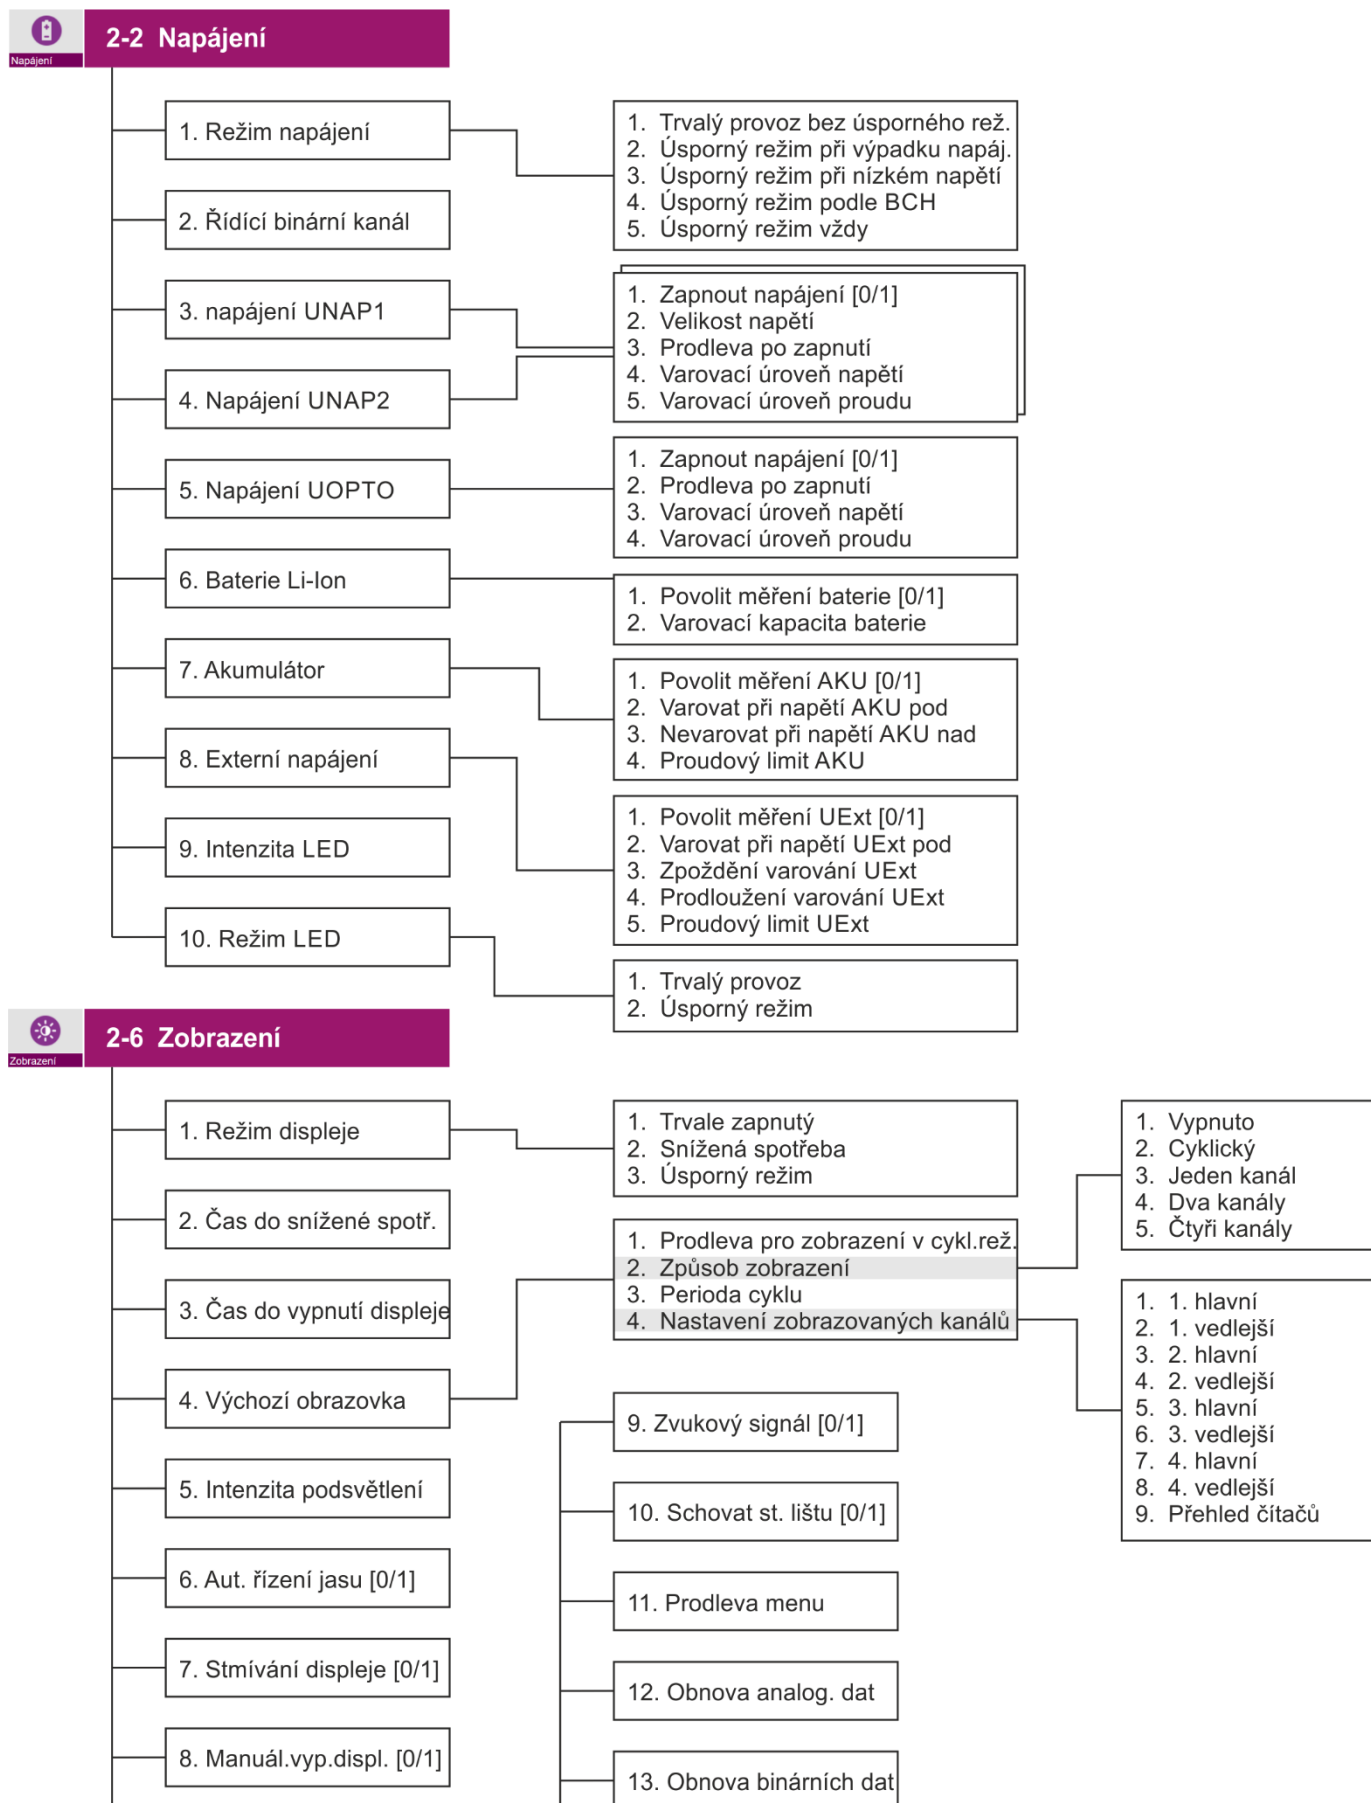 Napájení
2-2 Napájení
1. Režim napájení
1. Trvalý provoz bez úsporného rež.
2. Úsporný režim při výpadku napáj.
3. Úsporný režim při nízkém napětí
4. Úsporný režim podle BCH
5. Úsporný režim vždy
2. Řídící binární kanál
3. napájení UNAP1
4. Napájení UNAP2
1. Zapnout napájení [0/1]
2. Velikost napětí
3. Prodleva po zapnutí
4. Varovací úroveň napětí
5. Varovací úroveň proudu
5. Napájení UOPTO
1. Zapnout napájení [0/1]
2. Prodleva po zapnutí
3. Varovací úroveň napětí
4. Varovací úroveň proudu
6. Baterie Li-Ion
1. Povolit měření baterie [0/1]
2. Varovací kapacita baterie
7. Akumulátor
1. Povolit měření AKU [0/1]
2. Varovat při napětí AKU pod
3. Nevarovat při napětí AKU nad
4. Proudový limit AKU
8. Externí napájení
1. Povolit měření UExt [0/1]
2. Varovat při napětí UExt pod
3. Zpoždění varování UExt
4. Prodloužení varování UExt
5. Proudový limit UExt
9. Intenzita LED
10. Režim LED
1. Trvalý provoz
2. Úsporný režim
Zobrazení
2-6 Zobrazení
1. Režim displeje
1. Trvale zapnutý
2. Snížená spotřeba
3. Úsporný režim
2. Čas do snížené spotř.
3. Čas do vypnutí displeje
4. Výchozí obrazovka
1. Prodleva pro zobrazení v cykl.rež.
2. Způsob zobrazení
3. Perioda cyklu
4. Nastavení zobrazovaných kanálů
1. Vypnuto
2. Cyklický
3. Jeden kanál
4. Dva kanály
5. Čtyři kanály
1. 1. hlavní
2. 1. vedlejší
3. 2. hlavní
4. 2. vedlejší
5. 3. hlavní
6. 3. vedlejší
7. 4. hlavní
8. 4. vedlejší
9. Přehled čítačů
5. Intenzita podsvětlení
6. Aut. řízení jasu [0/1]
7. Stmívání displeje [0/1]
8. Manuál.vyp.displ. [0/1]
9. Zvukový signál [0/1]
10. Schovat st. lištu [0/1]
11. Prodleva menu
12. Obnova analog. dat
13. Obnova binárních dat